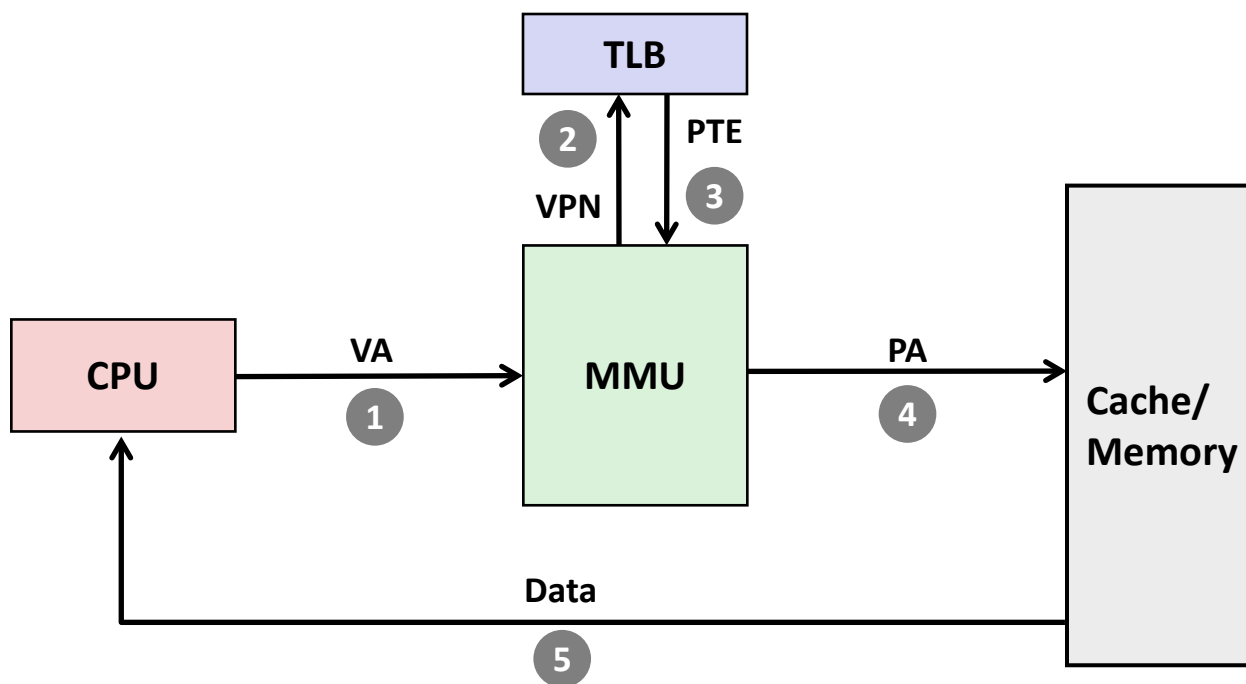 TLB
2
PTE
VPN
3
CPU
VA
1
MMU
PA
4
Cache/
Memory
Data
5